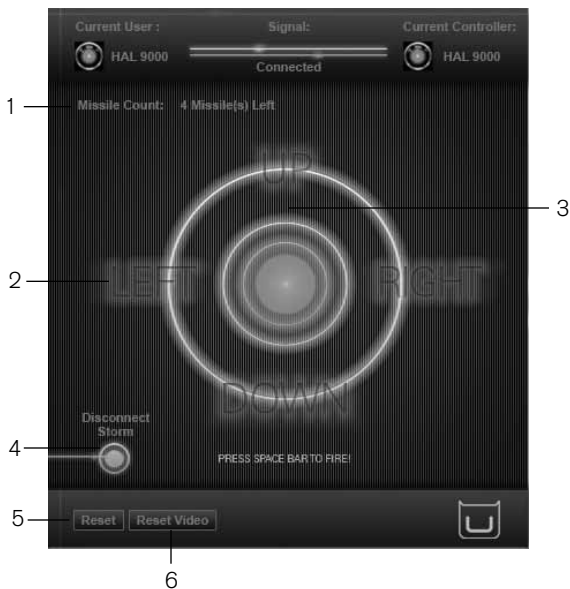 Current User : Signal: Current Controller:
HAL 9000 HAL 9000
Connected
1 Missile Count: 4 Missile(s) Left
UP
3
2 LEFT RIGHT
DOWN
Disconnect
Storm
4
PRESS SPACE BAR TO FIRE!
5 Reset Reset Video
6